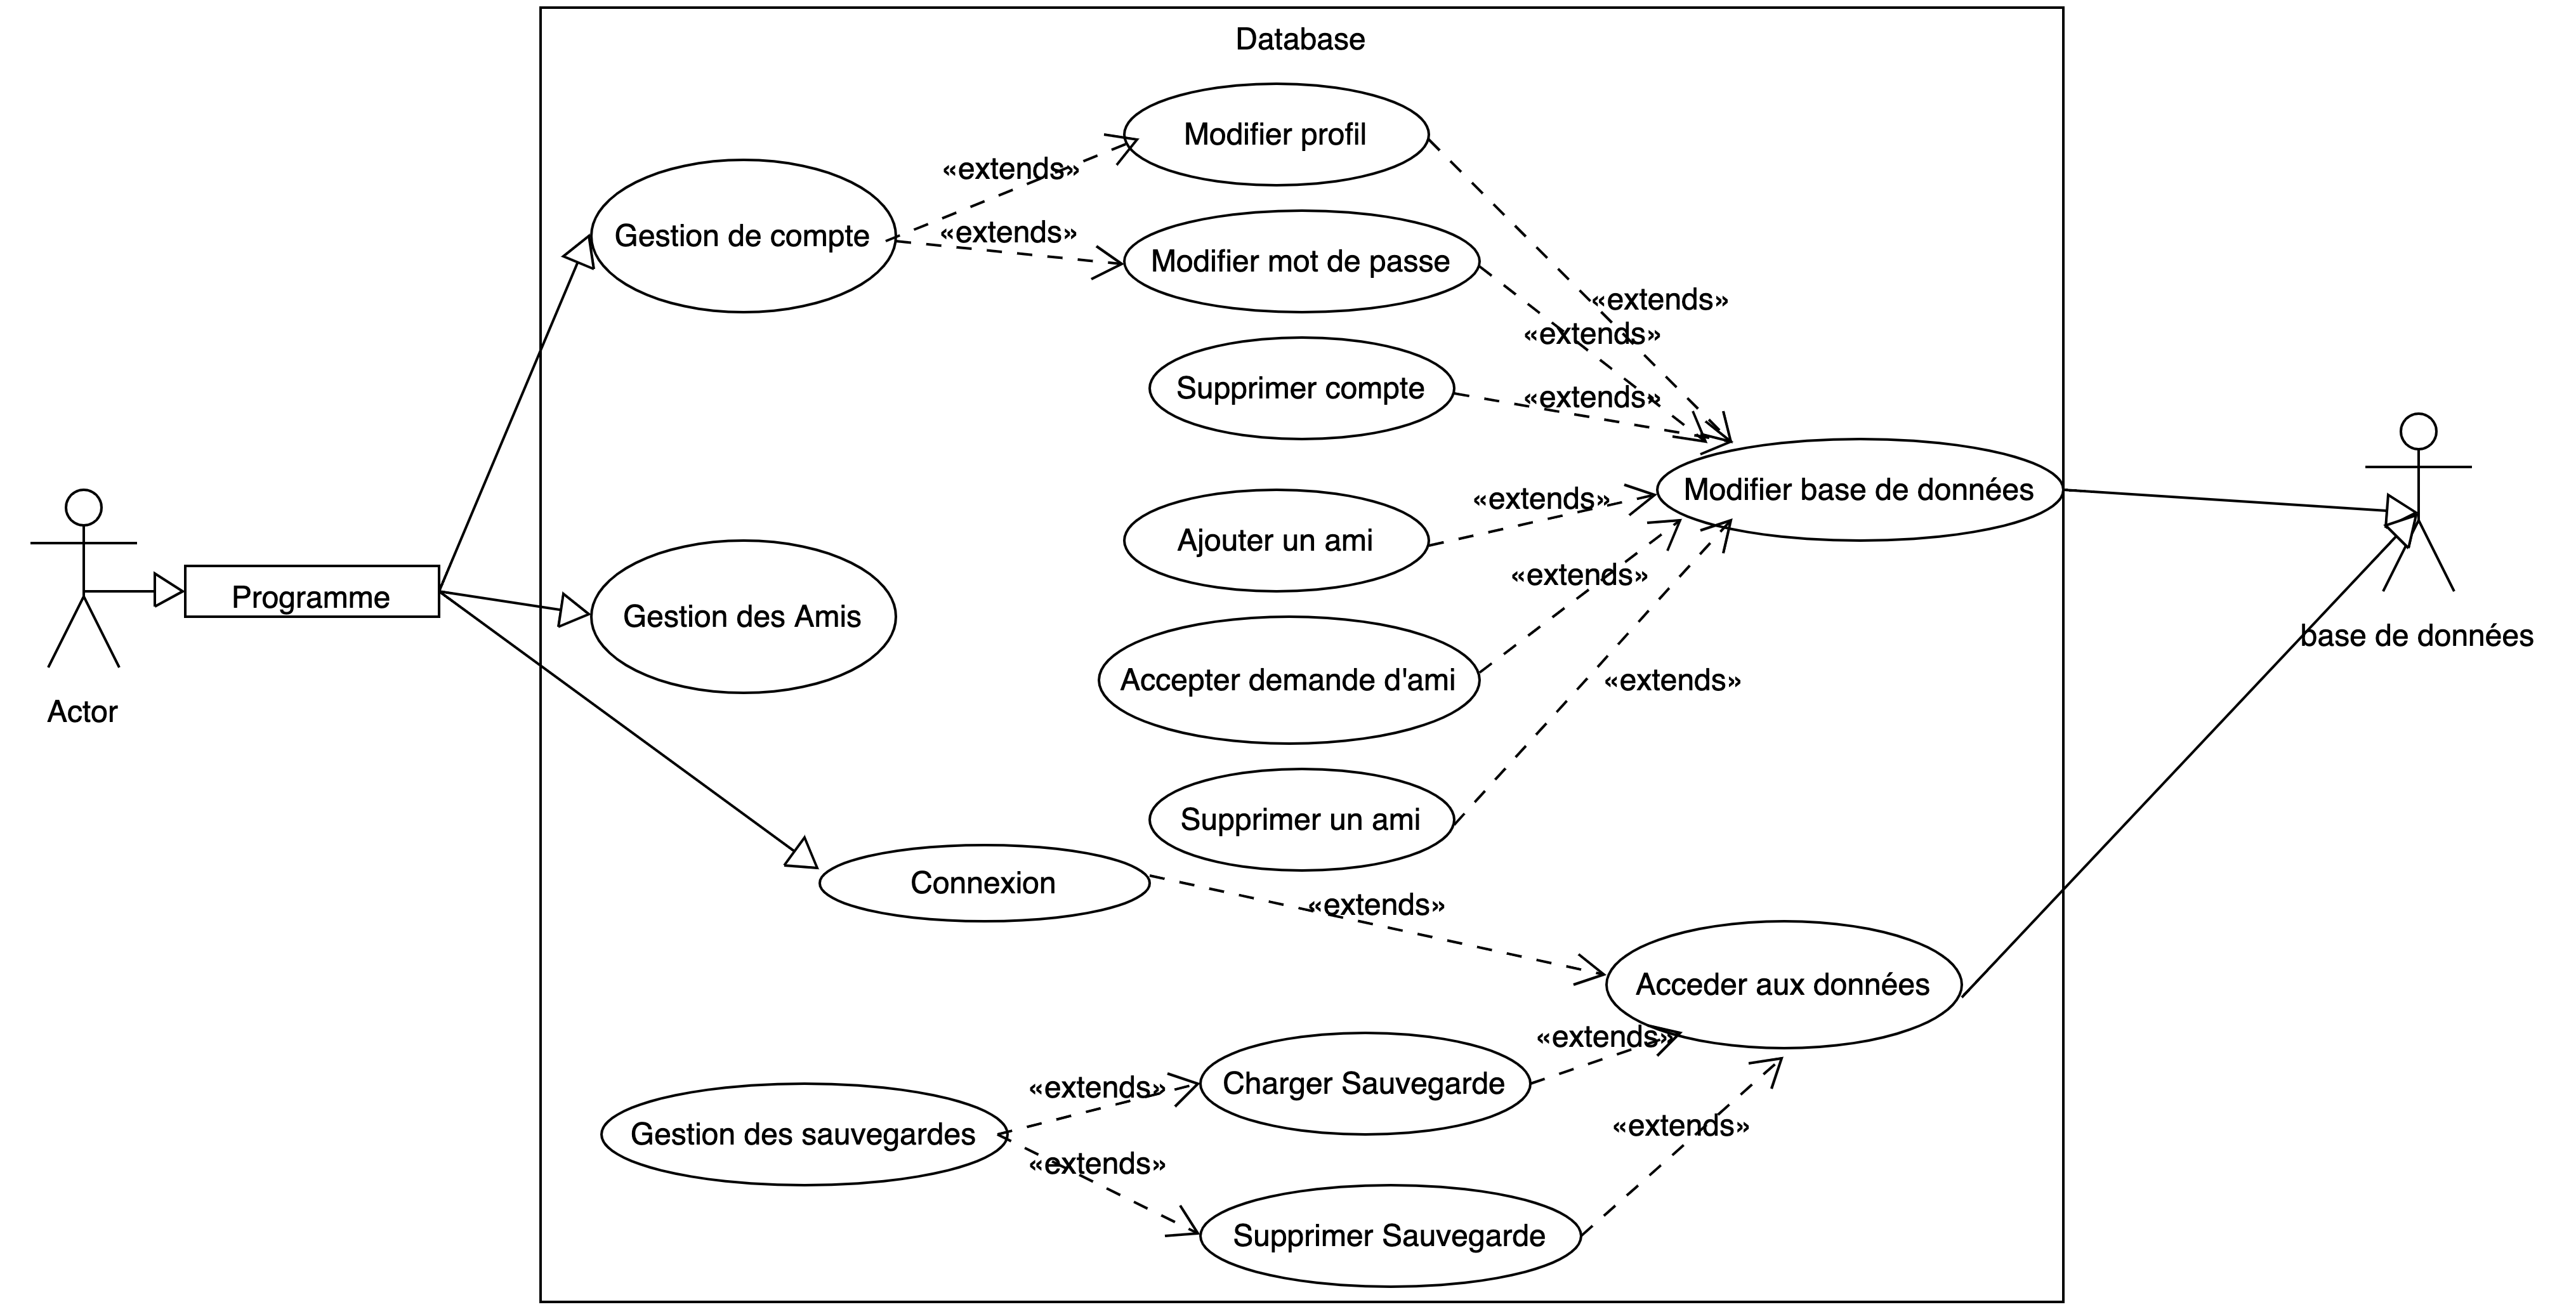 Database
Modifier profil
«extends»
Gestion de compte
«extends»
Modifier mot de passe
«extends»
«extends»
Supprimer compte
«extends»
Modifier base de données
«extends»
Ajouter un ami
«extends»
Programme
Gestion des Amis
base de données
Accepter demande d'ami
«extends»
Actor
Supprimer un ami
Connexion
«extends»
Acceder aux données
«extends»
Charger Sauvegarde
«extends»
Gestion des sauvegardes
«extends»
«extends»
Supprimer Sauvegarde